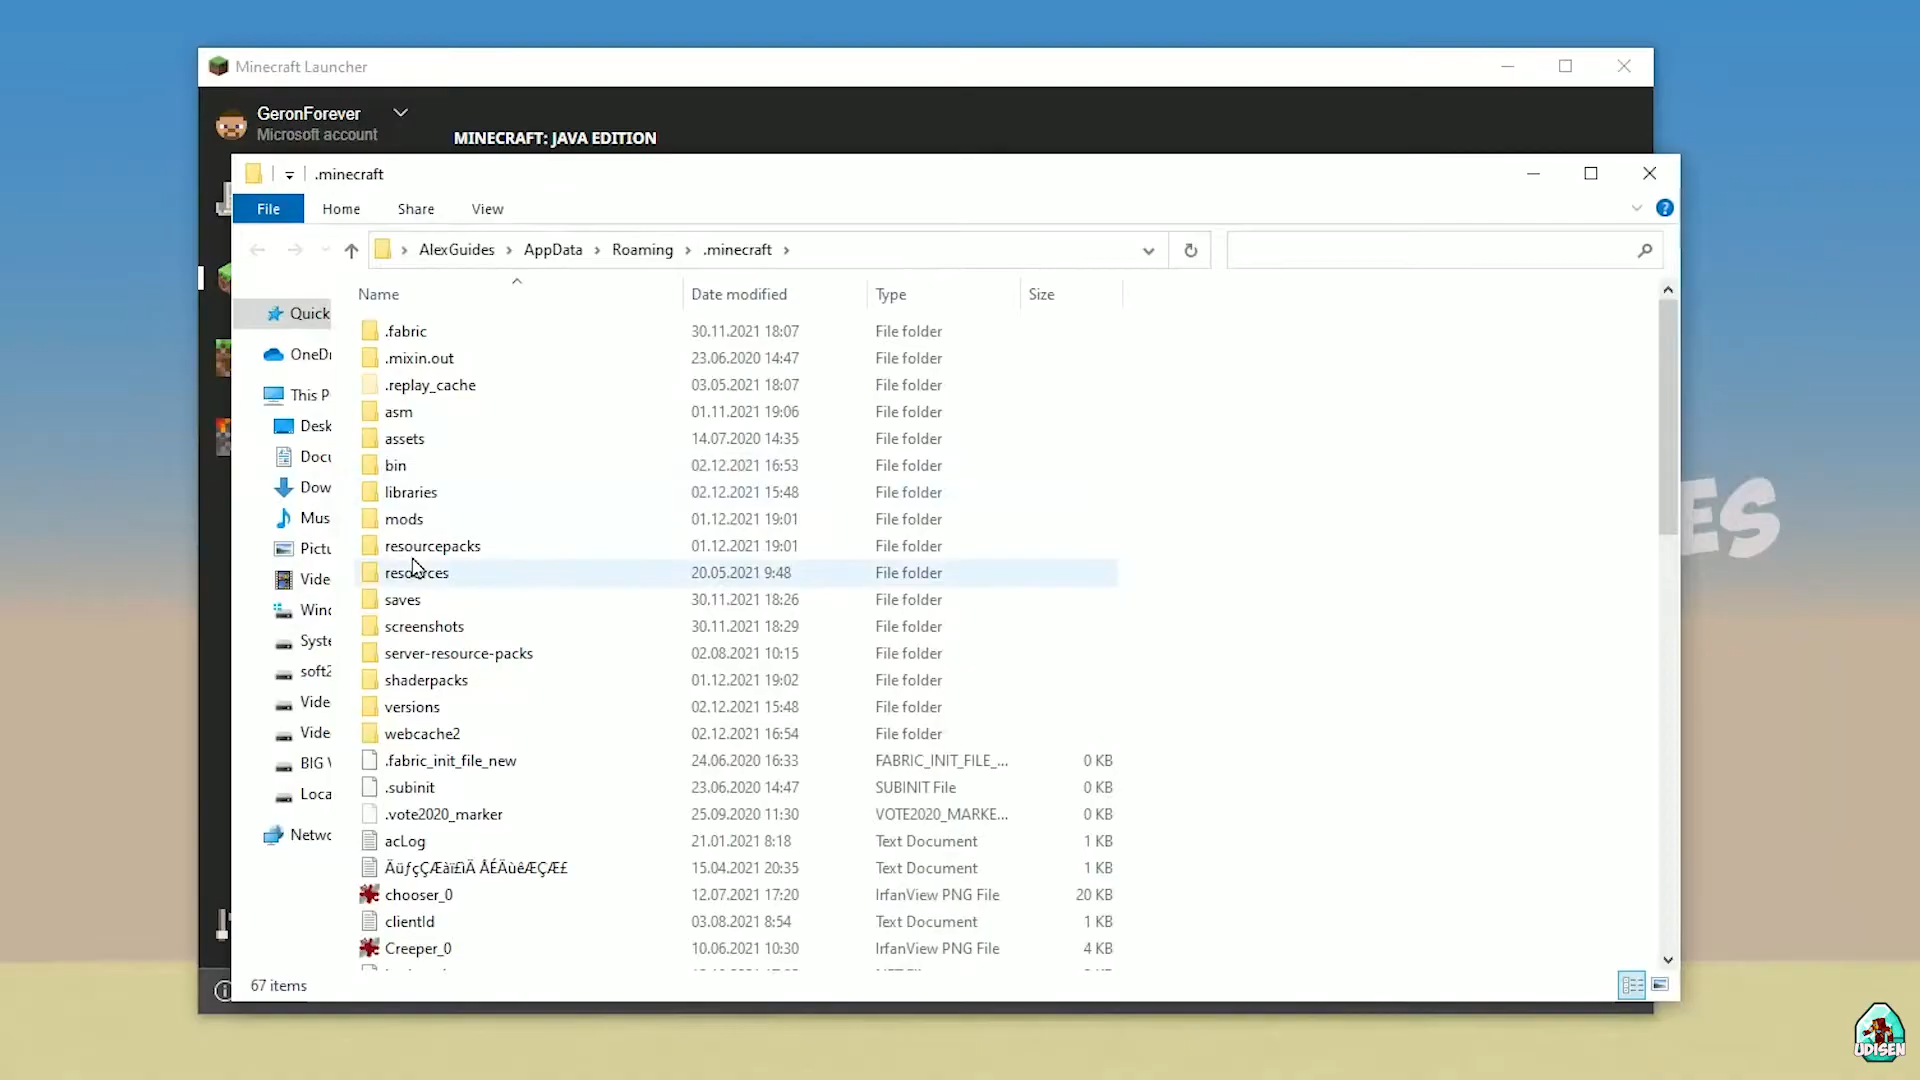 Minecraft Launcher
GeronForever
Microsoft account
MINECRAFT: JAVA EDITION
.minecraft
File Home Share View
AlexGuides AppData Roaming .minecraft
Name Date modified Type Size
Quick
OneDr
This P
Desk
Docu
Dow
Mus
Pictu
Vide
Wind
Syste
soft2
Vide
Vide
BIG
Loca
Netwo
.fabric 30.11.2021 18:07 File folder
.mixin.out 23.06.2020 14:47 File folder
.replay_cache 03.05.2021 18:07 File folder
asm 01.11.2021 19:06 File folder
assets 14.07.2020 14:35 File folder
bin 02.12.2021 16:53 File folder
libraries 02.12.2021 15:48 File folder
mods 01.12.2021 19:01 File folder
resourcepacks 01.12.2021 19:01 File folder
resources 20.05.2021 9:48 File folder
saves 30.11.2021 18:26 File folder
screenshots 30.11.2021 18:29 File folder
server-resource-packs 02.08.2021 10:15 File folder
shaderpacks 01.12.2021 19:02 File folder
versions 02.12.2021 15:48 File folder
webcache2 02.12.2021 16:54 File folder
.fabric_init_file_new 24.06.2020 16:33 FABRIC_INIT_FILE_... 0 KB
.subinit 23.06.2020 14:47 SUBINIT File 0 KB
.vote2020_marker 25.09.2020 11:30 VOTE2020_MARKE... 0 KB
acLog 21.01.2021 8:18 Text Document 1 KB
15.04.2021 20:35 Text Document 1 KB
chooser_0 12.07.2021 17:20 IrfanView PNG File 20 KB
clientId 03.08.2021 8:54 Text Document 1 KB
Creeper_0 10.06.2021 10:30 IrfanView PNG File 4 KB
67 items
ES
UDISEN